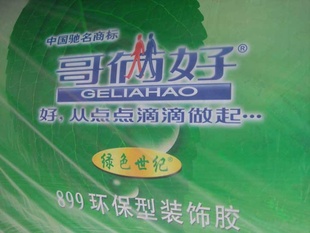 中国驰名商标
哥俩好®
GELIAHAO
好,从点点滴滴做起…
绿色世纪®
899环保型装饰胶